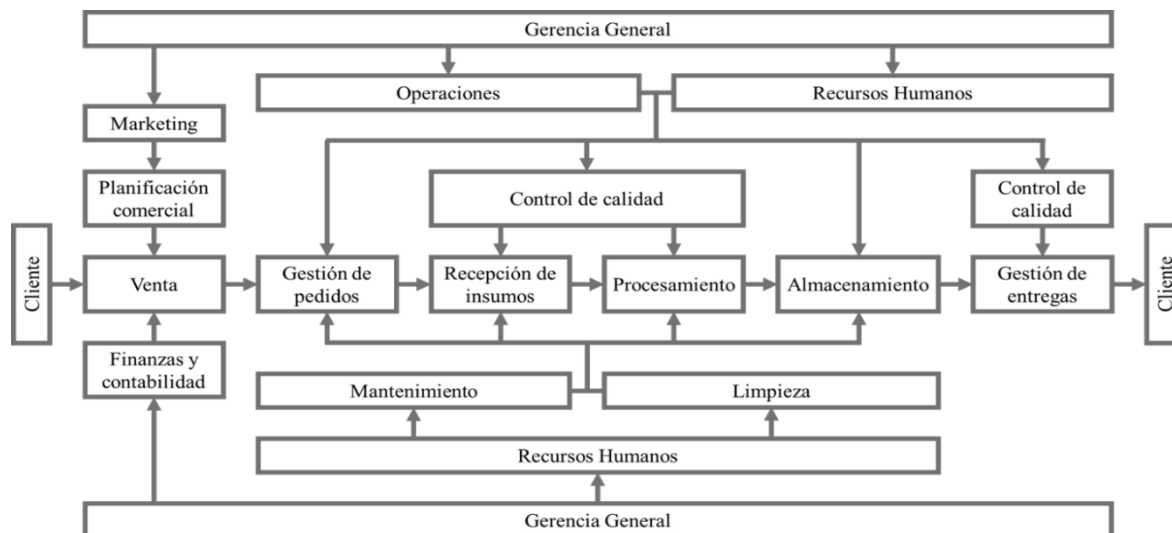 Gerencia General
Operaciones
Recursos Humanos
Marketing
Planificación
comercial
Control de calidad
Control de
calidad
Cliente
Venta
Gestión de
pedidos
Recepción de
insumos
Procesamiento
Almacenamiento
Gestión de
entregas
Cliente
Finanzas y
contabilidad
Mantenimiento
Limpieza
Recursos Humanos
Gerencia General